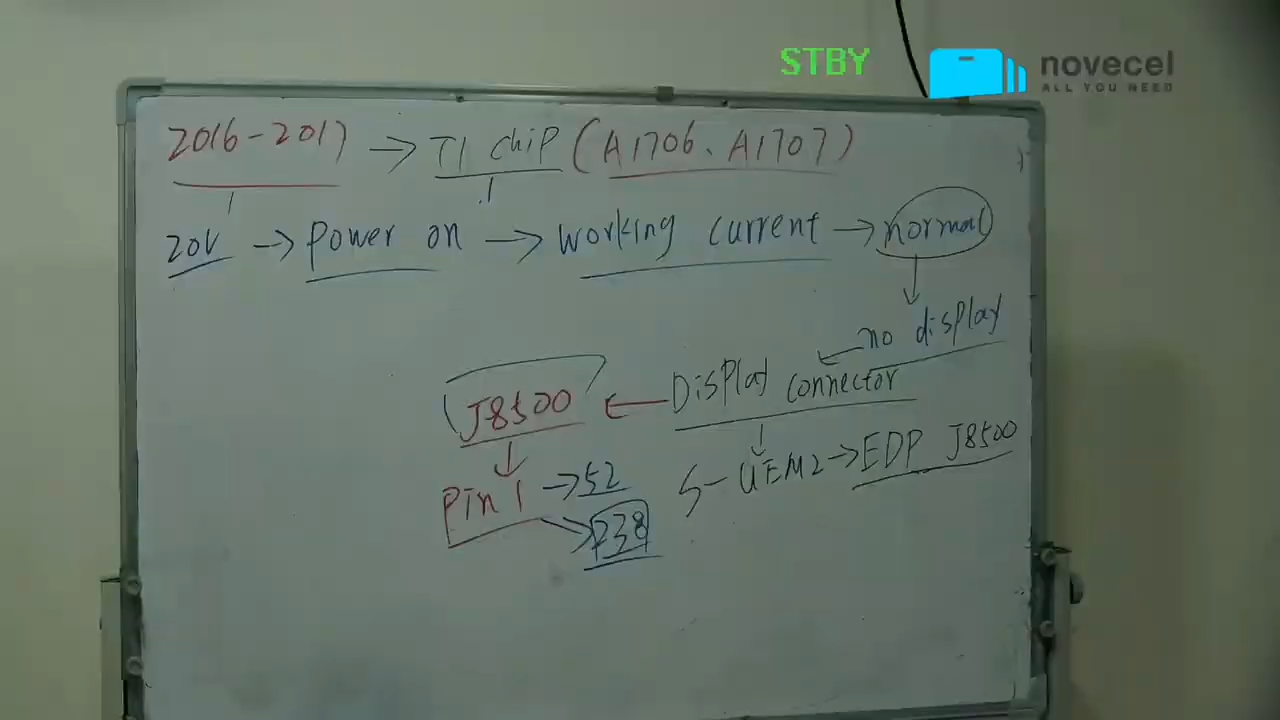 STBY
novecel
ALL YOU NEED
2016-2017 → T1 chip (A1706、A1707)
20V → Power on → Working current → normal
no display
J8500 ← Display connector
S-UEM2 → EDP J8500
Pin 1 → 52
→ P38